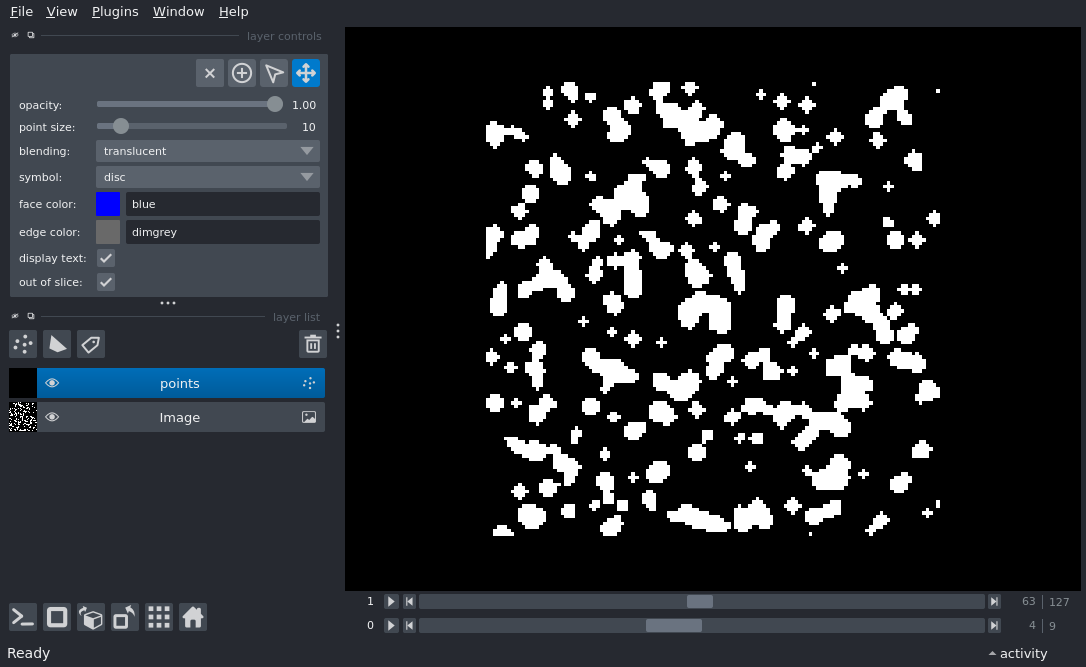 File View Plugins Window Help
layer controls
opacity: 1.00
point size: 10
blending: translucent
symbol: disc
face color: blue
edge color: dimgrey
display text:
out of slice:
layer list
points
Image
1 63 127
0 4 9
Ready activity